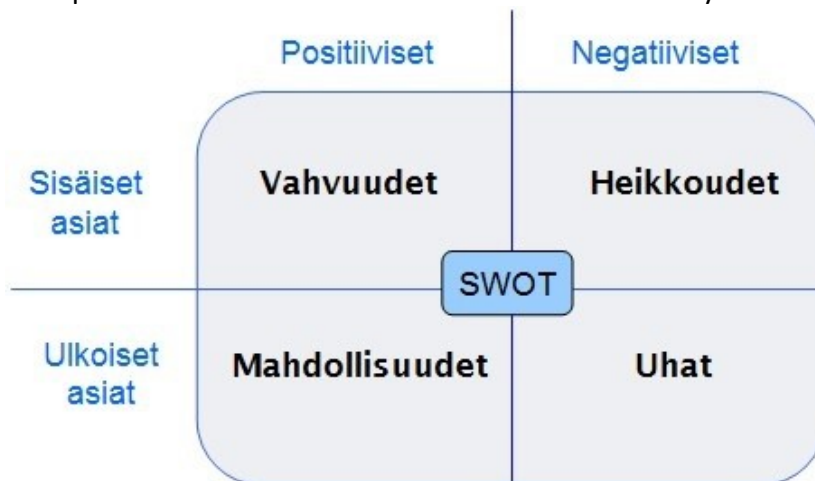 Positiiviset Negatiiviset
Sisäiset
asiat
Vahvuudet Heikkoudet
SWOT
Ulkoiset
asiat
Mahdollisuudet Uhat